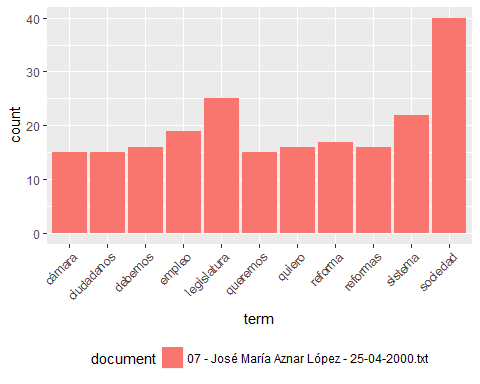 40
30
20
10
0
count
cámara
ciudadanos
debemos
empleo
legislatura
queremos
quiero
reforma
reformas
sistema
sociedad
term
document 07 - José María Aznar López - 25-04-2000.txt